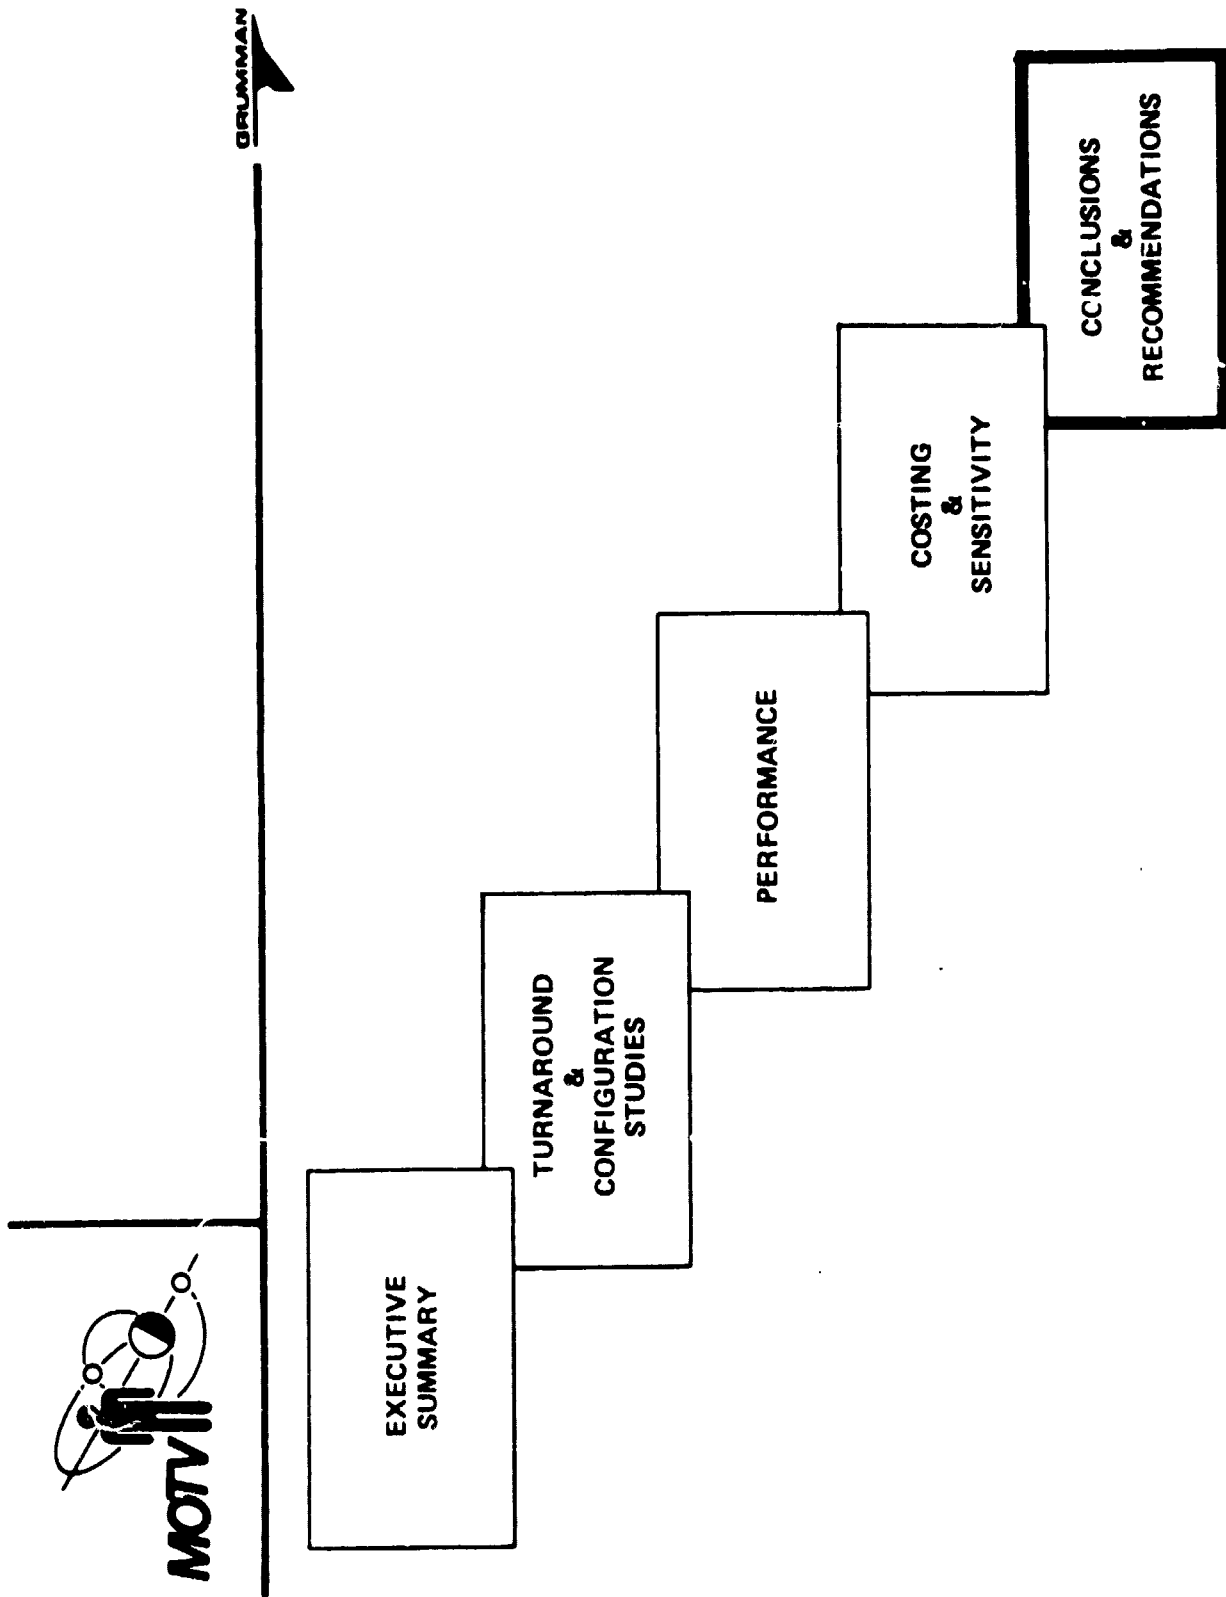 MOTV
GRUMMAN
EXECUTIVE
SUMMARY
TURNAROUND
&
CONFIGURATION
STUDIES
PERFORMANCE
COSTING
&
SENSITIVITY
CONCLUSIONS
&
RECOMMENDATIONS